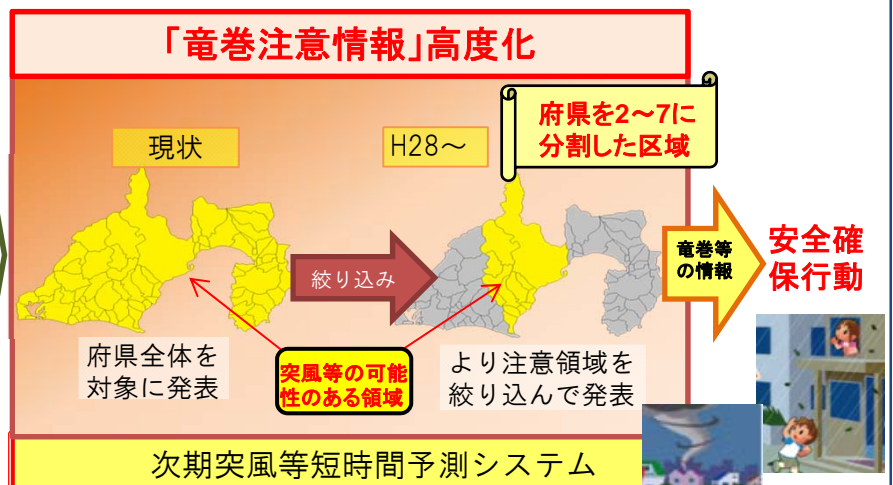 「竜巻注意情報」高度化
府県を2～7に
分割した区域
現状
H28～
絞り込み
竜巻等
の情報
安全確
保行動
府県全体を
対象に発表
突風等の可能
性のある領域
より注意領域を
絞り込んで発表
次期突風等短時間予測システム